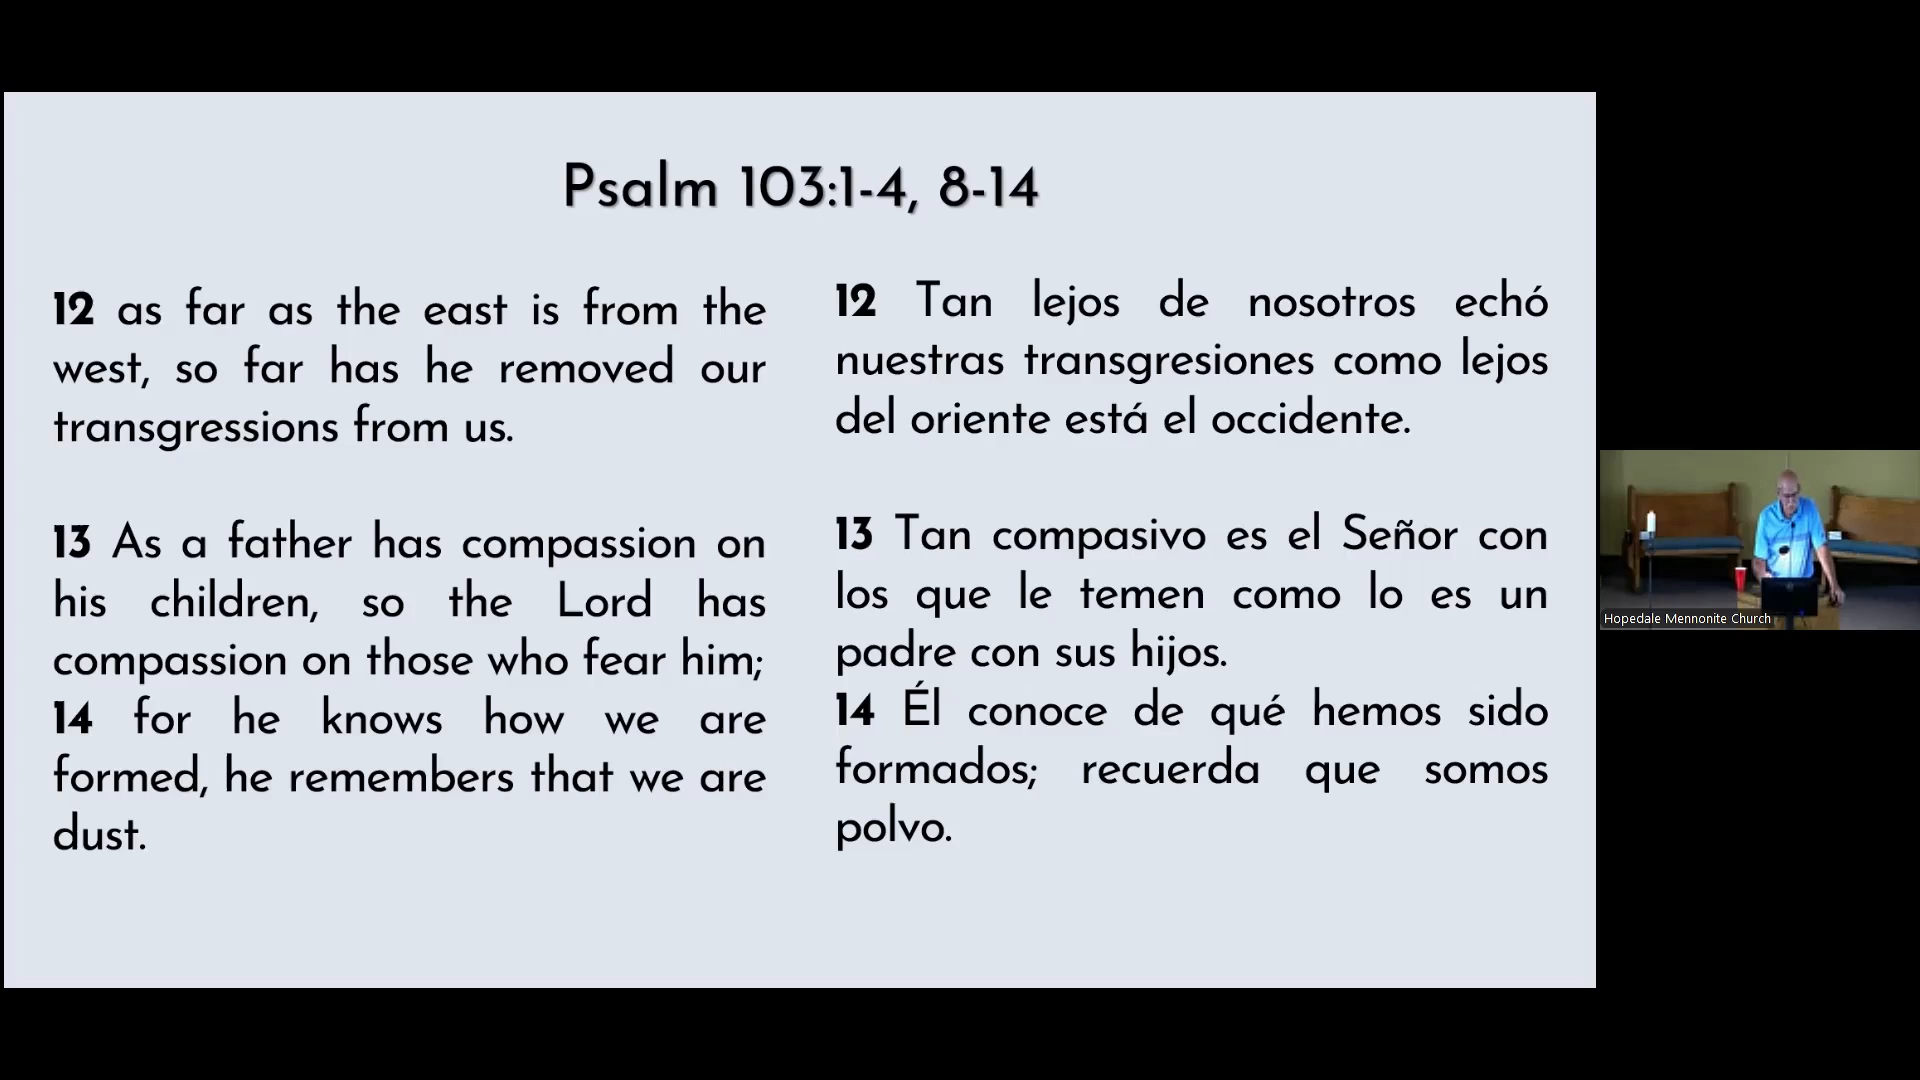 Psalm 103:1-4, 8-14
12 as far as the east is from the
west, so far has he removed our
transgressions from us.
13 As a father has compassion on
his children, so the Lord has
compassion on those who fear him;
14 for he knows how we are
formed, he remembers that we are
dust.
12 Tan lejos de nosotros echó
nuestras transgresiones como lejos
del oriente está el occidente.
13 Tan compasivo es el Señor con
los que le temen como lo es un
padre con sus hijos.
14 Él conoce de qué hemos sido
formados; recuerda que somos
polvo.
Hopedale Mennonite Church